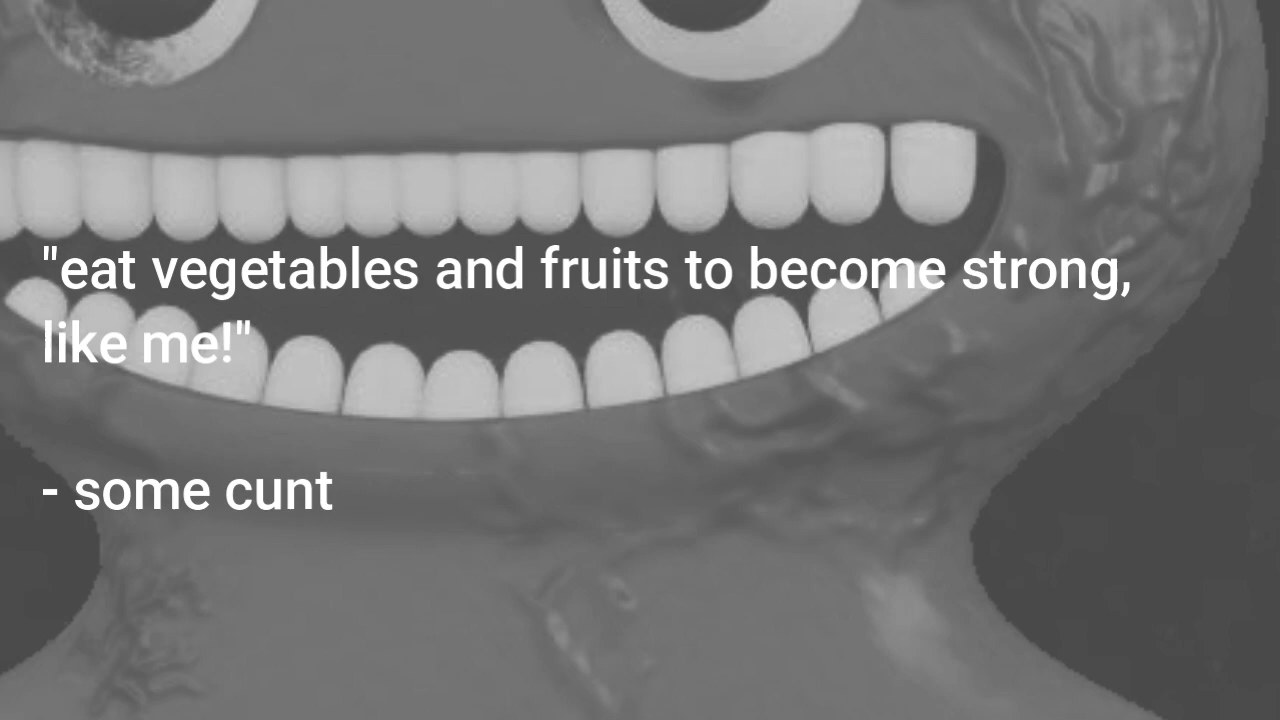 "eat vegetables and fruits to become strong,
like me!"
- some cunt